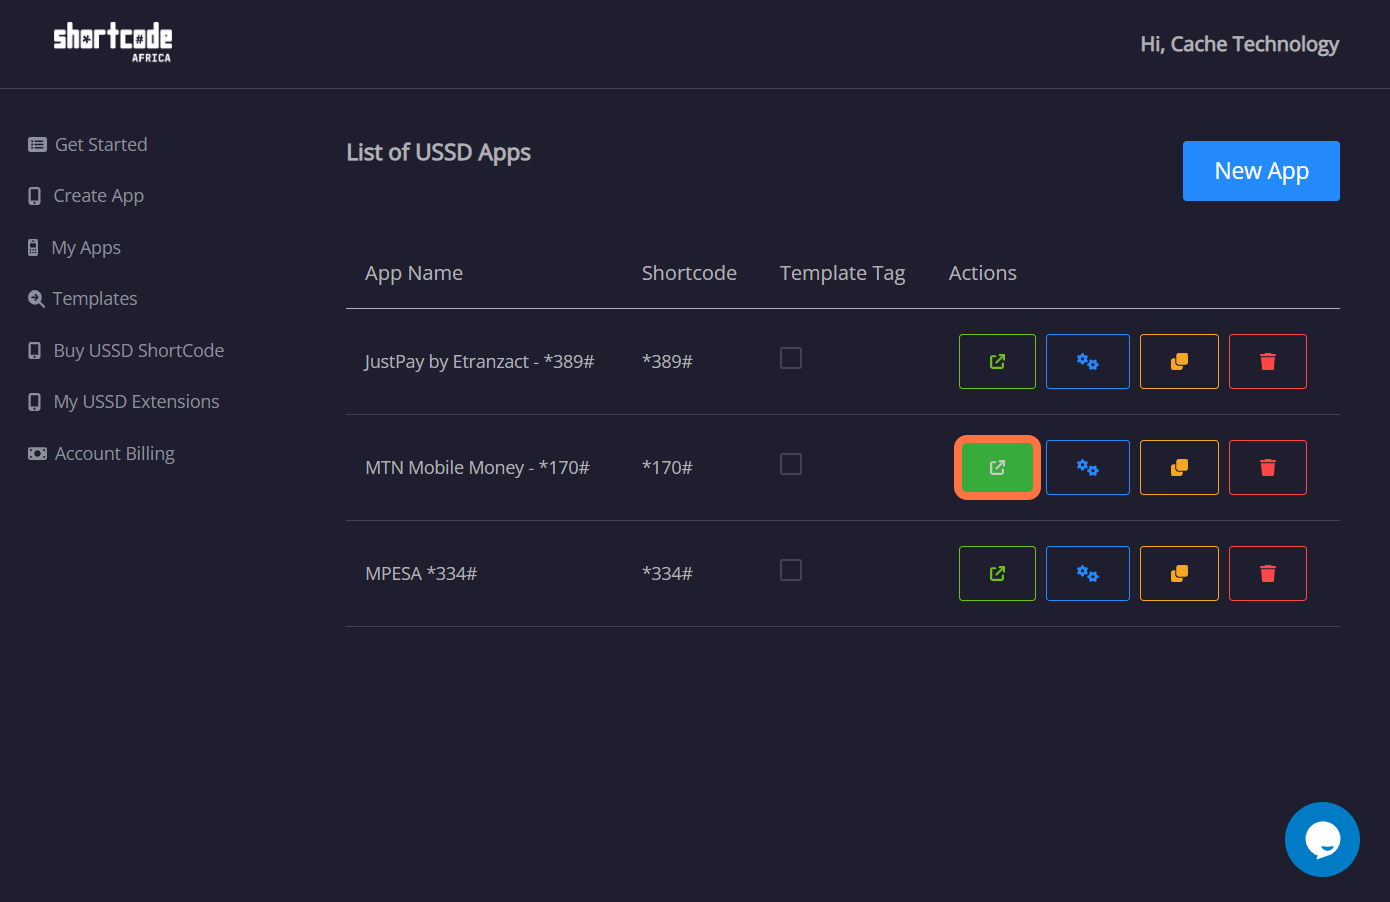 shortcode
AFRICA
Hi, Cache Technology
Get Started
Create App
My Apps
Templates
Buy USSD ShortCode
My USSD Extensions
Account Billing
List of USSD Apps
New App
App Name Shortcode Template Tag Actions
JustPay by Etranzact - *389# *389#
MTN Mobile Money - *170# *170#
MPESA *334# *334#